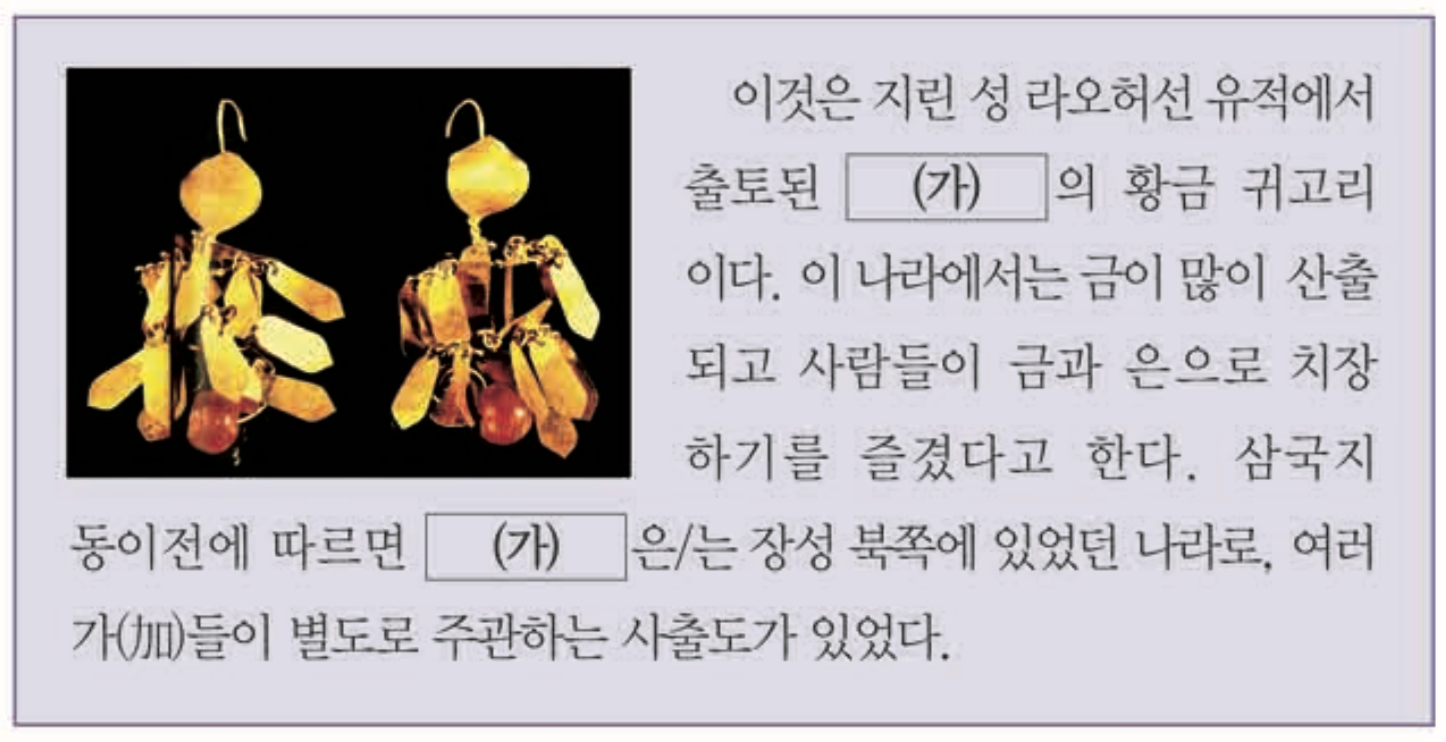 이것은 지린 성 라오허선 유적에서
출토된 (가) 의 황금 귀고리
이다. 이 나라에서는 금이 많이 산출
되고 사람들이 금과 은으로 치장
하기를 즐겼다고 한다. 삼국지
동이전에 따르면 (가) 은/는 장성 북쪽에 있었던 나라로, 여러
가(加)들이 별도로 주관하는 사출도가 있었다.